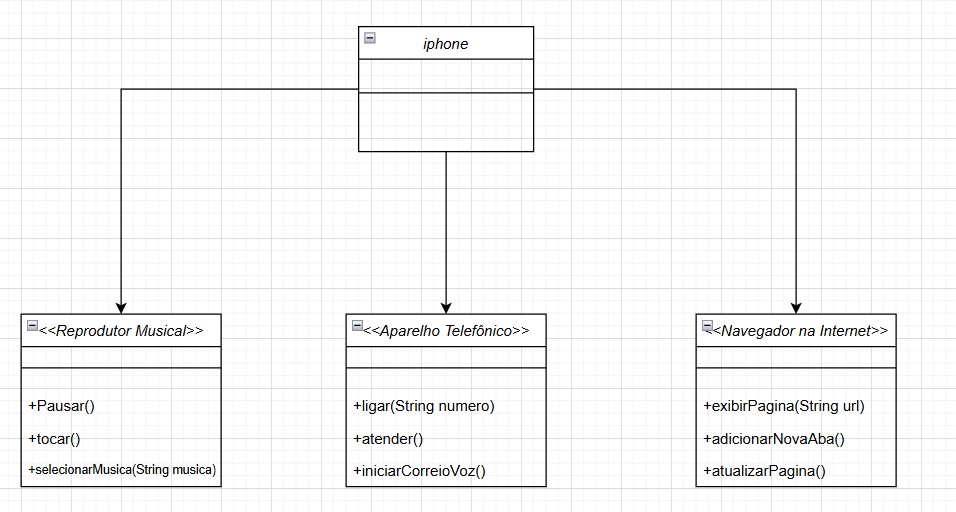 iphone
<<Reprodutor Musical>>
+Pausar()
+tocar()
+selecionarMusica(String musica)
<<Aparelho Telefônico>>
+ligar(String numero)
+atender()
+iniciarCorreioVoz()
<<Navegador na Internet>>
+exibirPagina(String url)
+adicionarNovaAba()
+atualizarPagina()